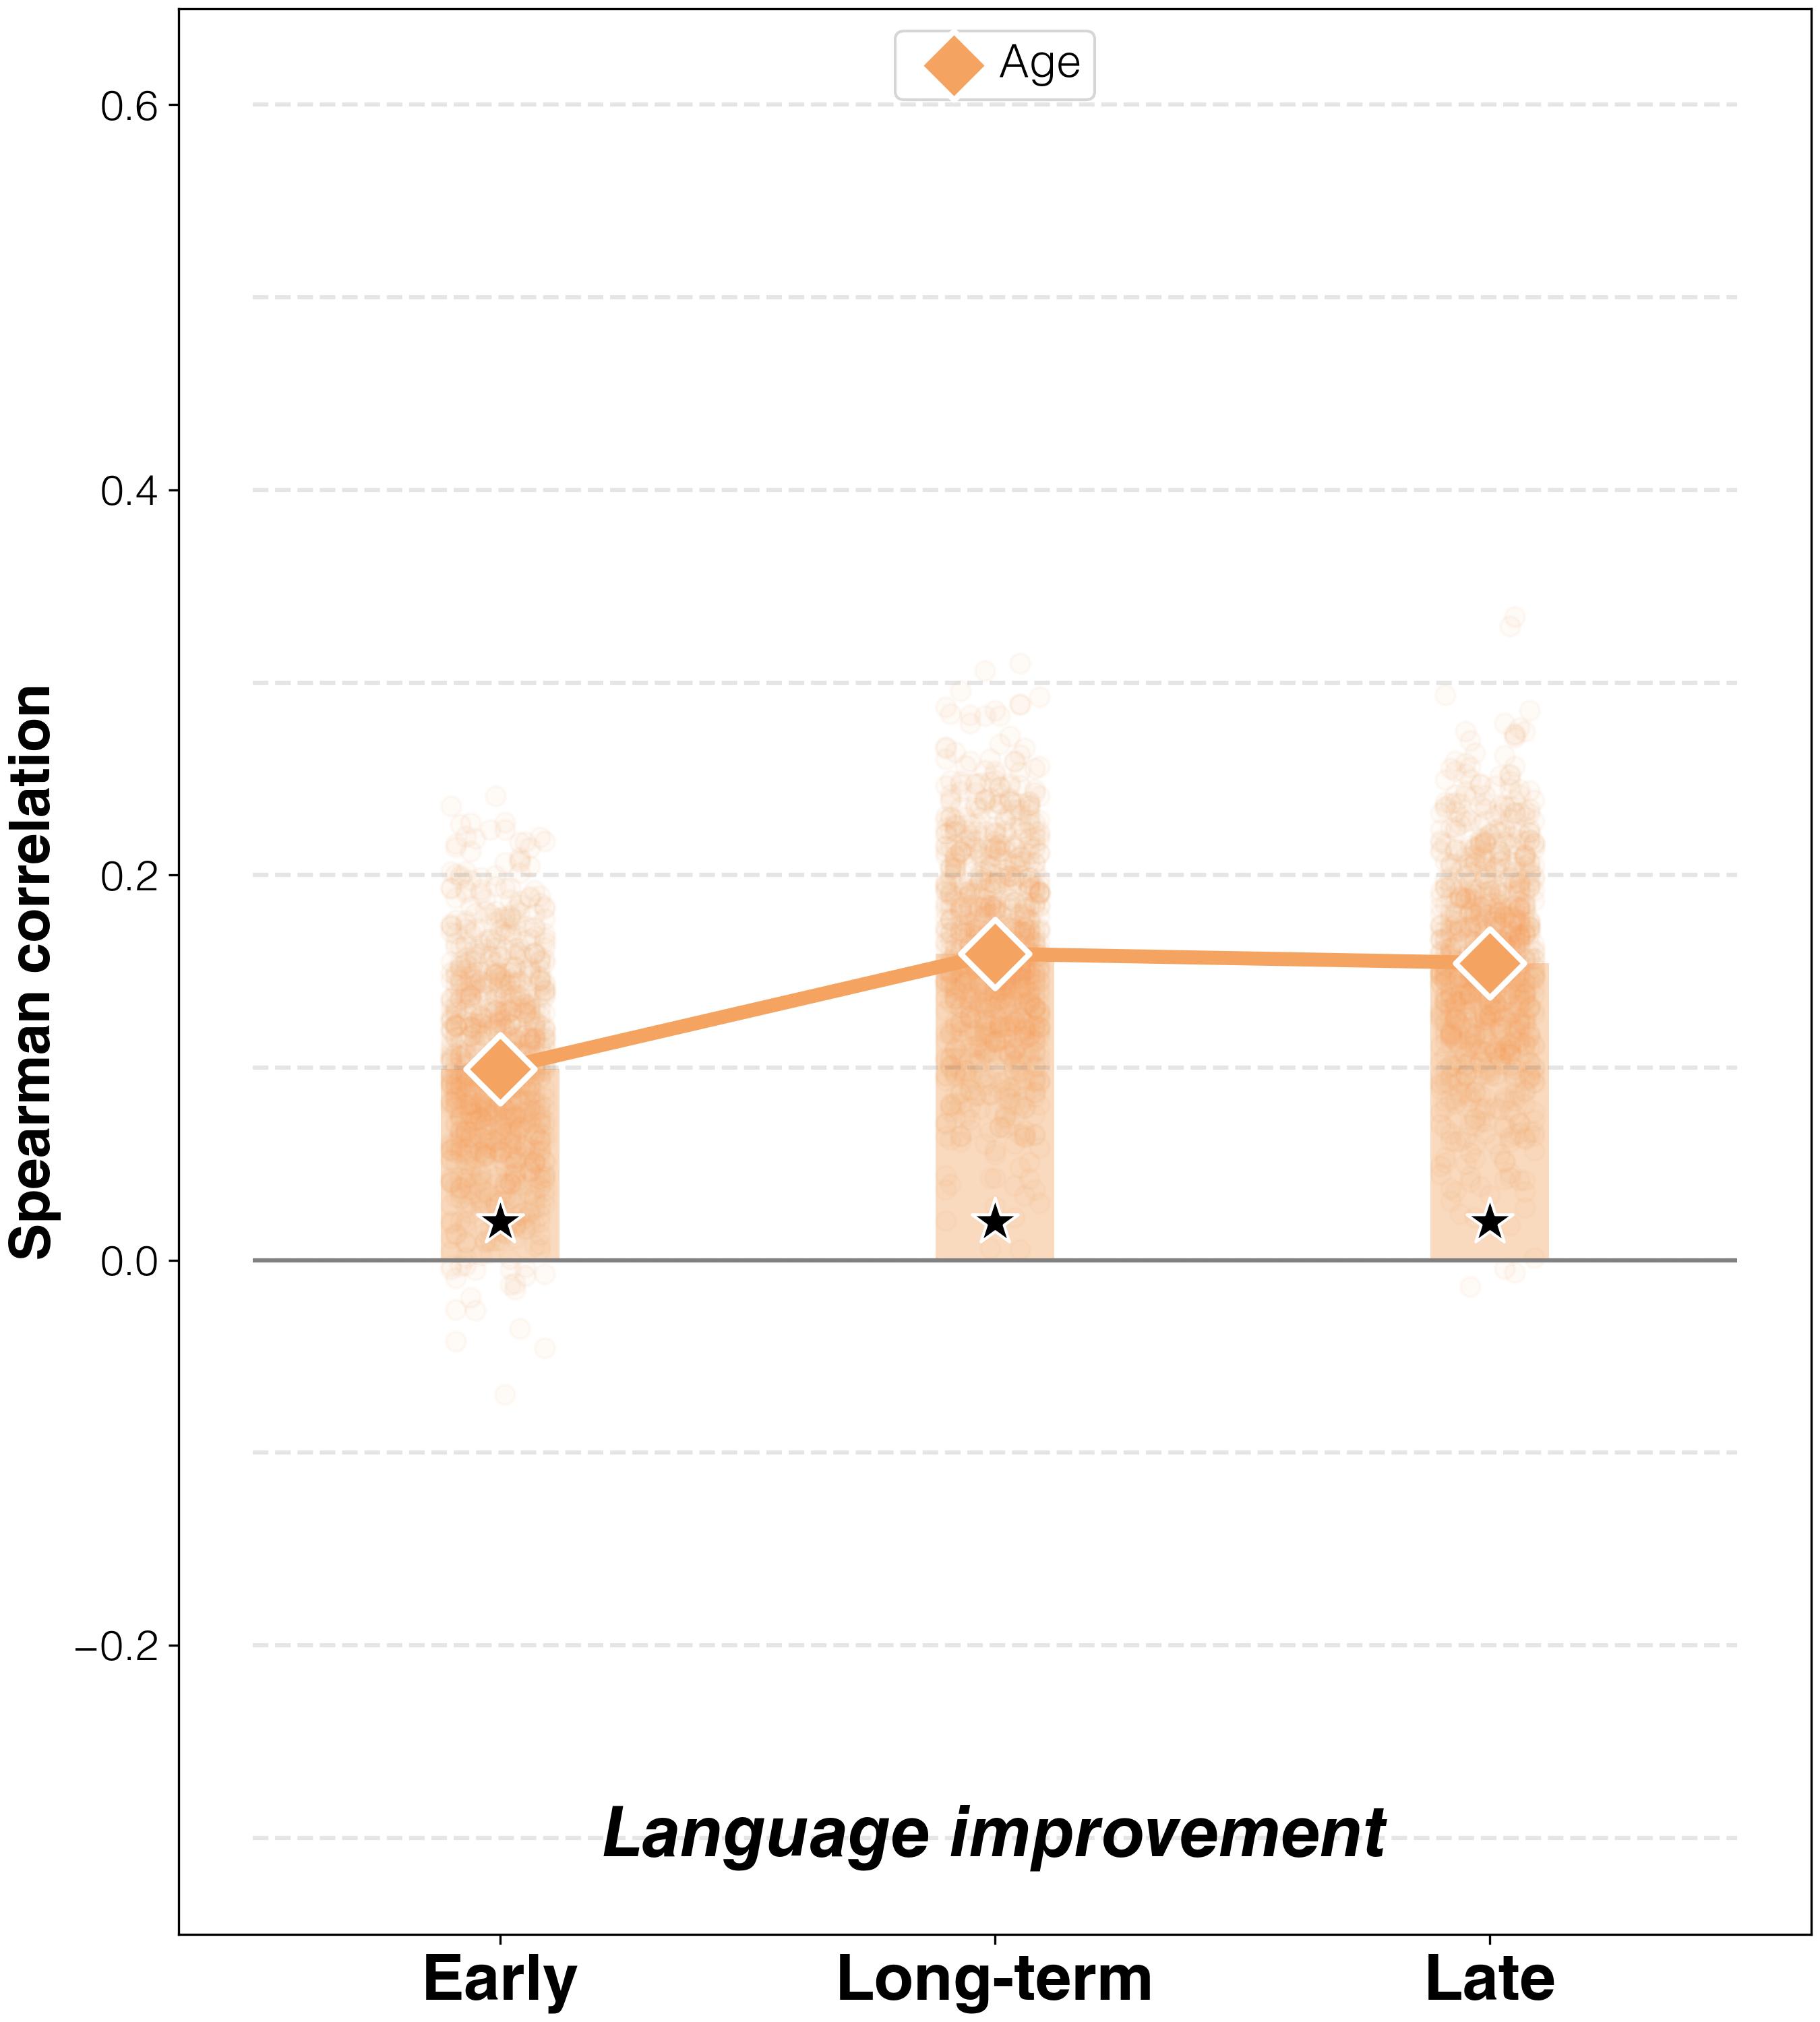 Age
0.6
0.4
0.2
0.0
−0.2
Spearman correlation
Language improvement
Early Long-term Late